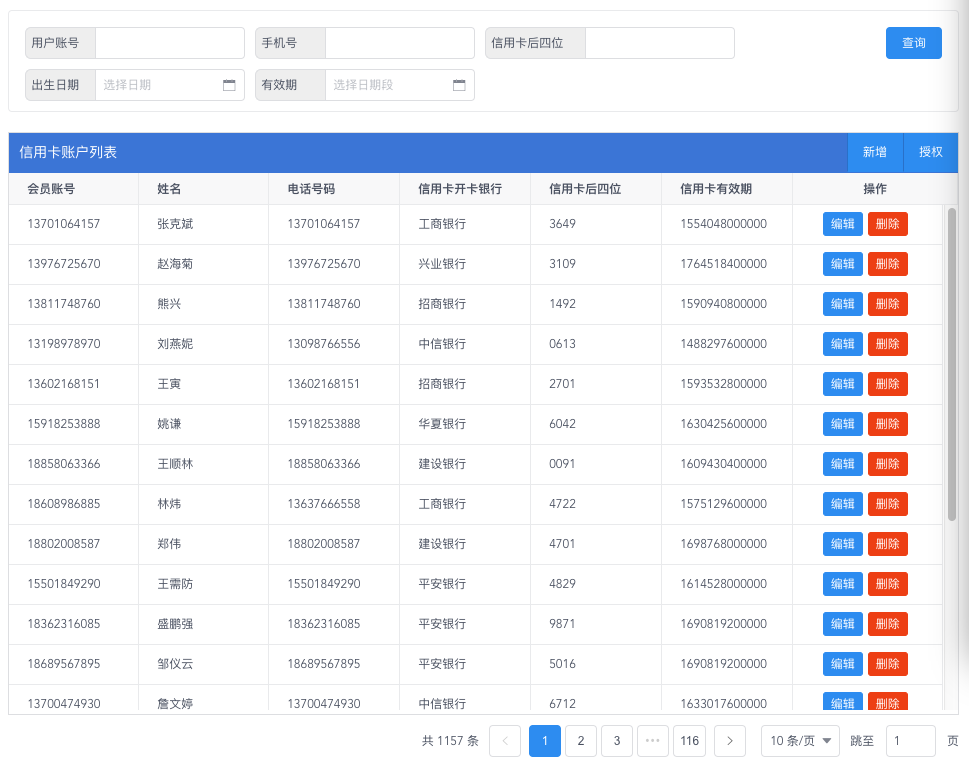 用户账号 手机号 信用卡后四位 查询
出生日期 选择日期 有效期 选择日期段
信用卡账户列表 新增 授权
会员账号 姓名 电话号码 信用卡开卡银行 信用卡后四位 信用卡有效期 操作
13701064157 张克斌 13701064157 工商银行 3649 1554048000000 编辑 删除
13976725670 赵海菊 13976725670 兴业银行 3109 1764518400000 编辑 删除
13811748760 熊兴 13811748760 招商银行 1492 1590940800000 编辑 删除
13198978970 刘燕妮 13098766556 中信银行 0613 1488297600000 编辑 删除
13602168151 王寅 13602168151 招商银行 2701 1593532800000 编辑 删除
15918253888 姚谦 15918253888 华夏银行 6042 1630425600000 编辑 删除
18858063366 王顺林 18858063366 建设银行 0091 1609430400000 编辑 删除
18608986885 林炜 13637666558 工商银行 4722 1575129600000 编辑 删除
18802008587 郑伟 18802008587 建设银行 4701 1698768000000 编辑 删除
15501849290 王需防 15501849290 平安银行 4829 1614528000000 编辑 删除
18362316085 盛鹏强 18362316085 平安银行 9871 1690819200000 编辑 删除
18689567895 邹仪云 18689567895 平安银行 5016 1690819200000 编辑 删除
13700474930 詹文婷 13700474930 中信银行 6712 1633017600000 编辑 删除
共 1157 条 1 2 3 ··· 116 10 条/页 跳至 1 页